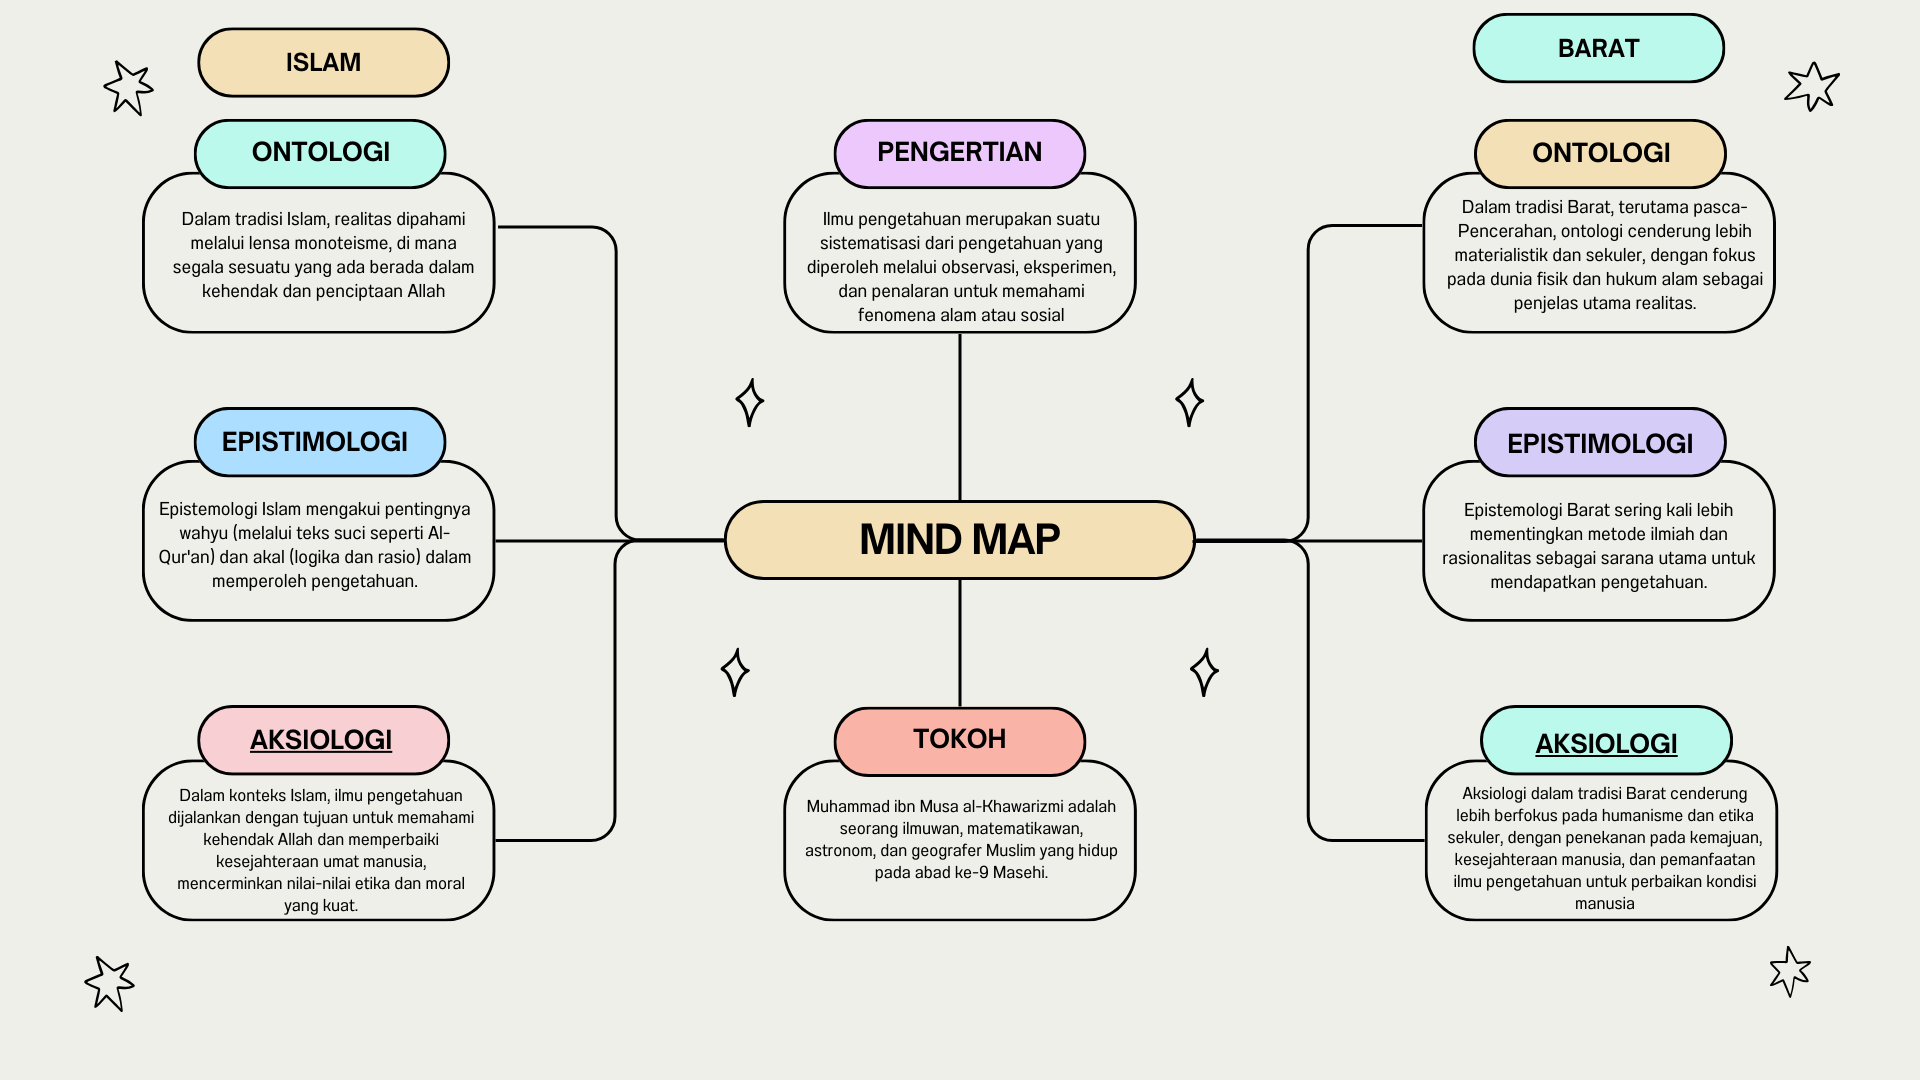 ISLAM
ONTOLOGI
Dalam tradisi Islam, realitas dipahami
melalui lensa monoteisme, di mana
segala sesuatu yang ada berada dalam
kehendak dan penciptaan Allah
EPISTIMOLOGI
Epistemologi Islam mengakui pentingnya
wahyu (melalui teks suci seperti Al-
Qur'an) dan akal (logika dan rasio) dalam
memperoleh pengetahuan.
AKSIOLOGI
Dalam konteks Islam, ilmu pengetahuan
dijalankan dengan tujuan untuk memahami
kehendak Allah dan memperbaiki
kesejahteraan umat manusia,
mencerminkan nilai-nilai etika dan moral
yang kuat.
PENGERTIAN
Ilmu pengetahuan merupakan suatu
sistematisasi dari pengetahuan yang
diperoleh melalui observasi, eksperimen,
dan penalaran untuk memahami
fenomena alam atau sosial
MIND MAP
TOKOH
Muhammad ibn Musa al-Khawarizmi adalah
seorang ilmuwan, matematikawan,
astronom, dan geografer Muslim yang hidup
pada abad ke-9 Masehi.
BARAT
ONTOLOGI
Dalam tradisi Barat, terutama pasca-
Pencerahan, ontologi cenderung lebih
materialistik dan sekuler, dengan fokus
pada dunia fisik dan hukum alam sebagai
penjelas utama realitas.
EPISTIMOLOGI
Epistemologi Barat sering kali lebih
mementingkan metode ilmiah dan
rasionalitas sebagai sarana utama untuk
mendapatkan pengetahuan.
AKSIOLOGI
Aksiologi dalam tradisi Barat cenderung
lebih berfokus pada humanisme dan etika
sekuler, dengan penekanan pada kemajuan,
kesejahteraan manusia, dan pemanfaatan
ilmu pengetahuan untuk perbaikan kondisi
manusia